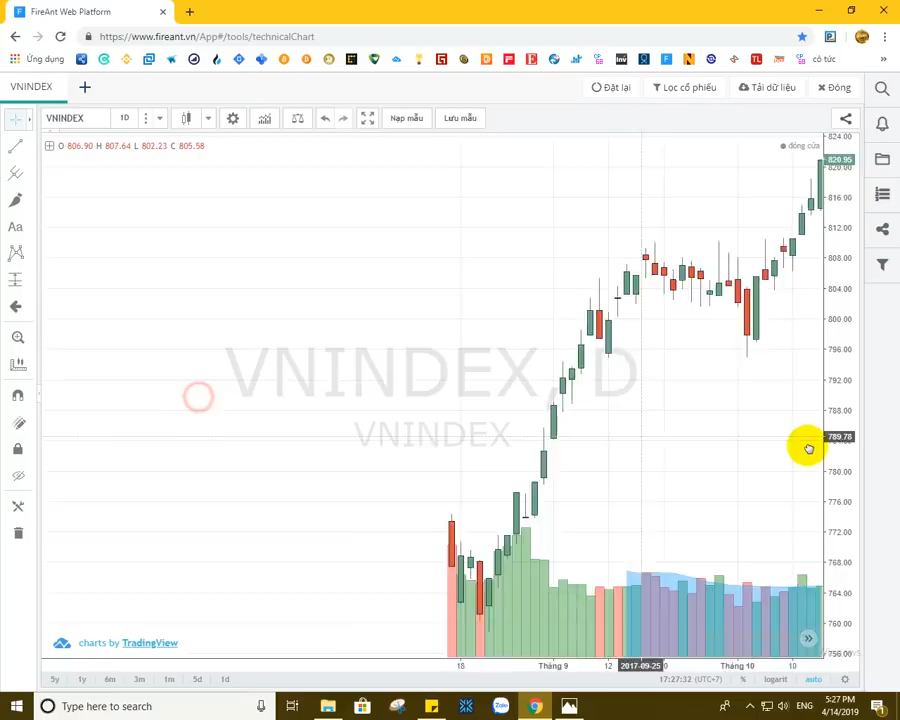 FireAnt Web Platform
https://www.fireant.vn/App#/tools/technicalChart
Ứng dụng
có tức
VNINDEX
Đặt lại
Lọc cổ phiếu
Tải dữ liệu
Đóng
VNINDEX
1D
Nạp mẫu
Lưu mẫu
O 806.90 H 807.64 L 802.23 C 805.58
đóng cửa
824.00
820.95
816.00
812.00
808.00
804.00
800.00
796.00
792.00
788.00
789.78
780.00
776.00
772.00
768.00
764.00
760.00
756.00
VNINDEX, D
VNINDEX
Aa
charts by TradingView
18
Tháng 9
12
2017-09-25
Tháng 10
10
5y
1y
6m
3m
1m
5d
1d
17:27:32 (UTC+7)
%
logarit
auto
Type here to search
Zalo
ENG
5:27 PM
4/14/2019